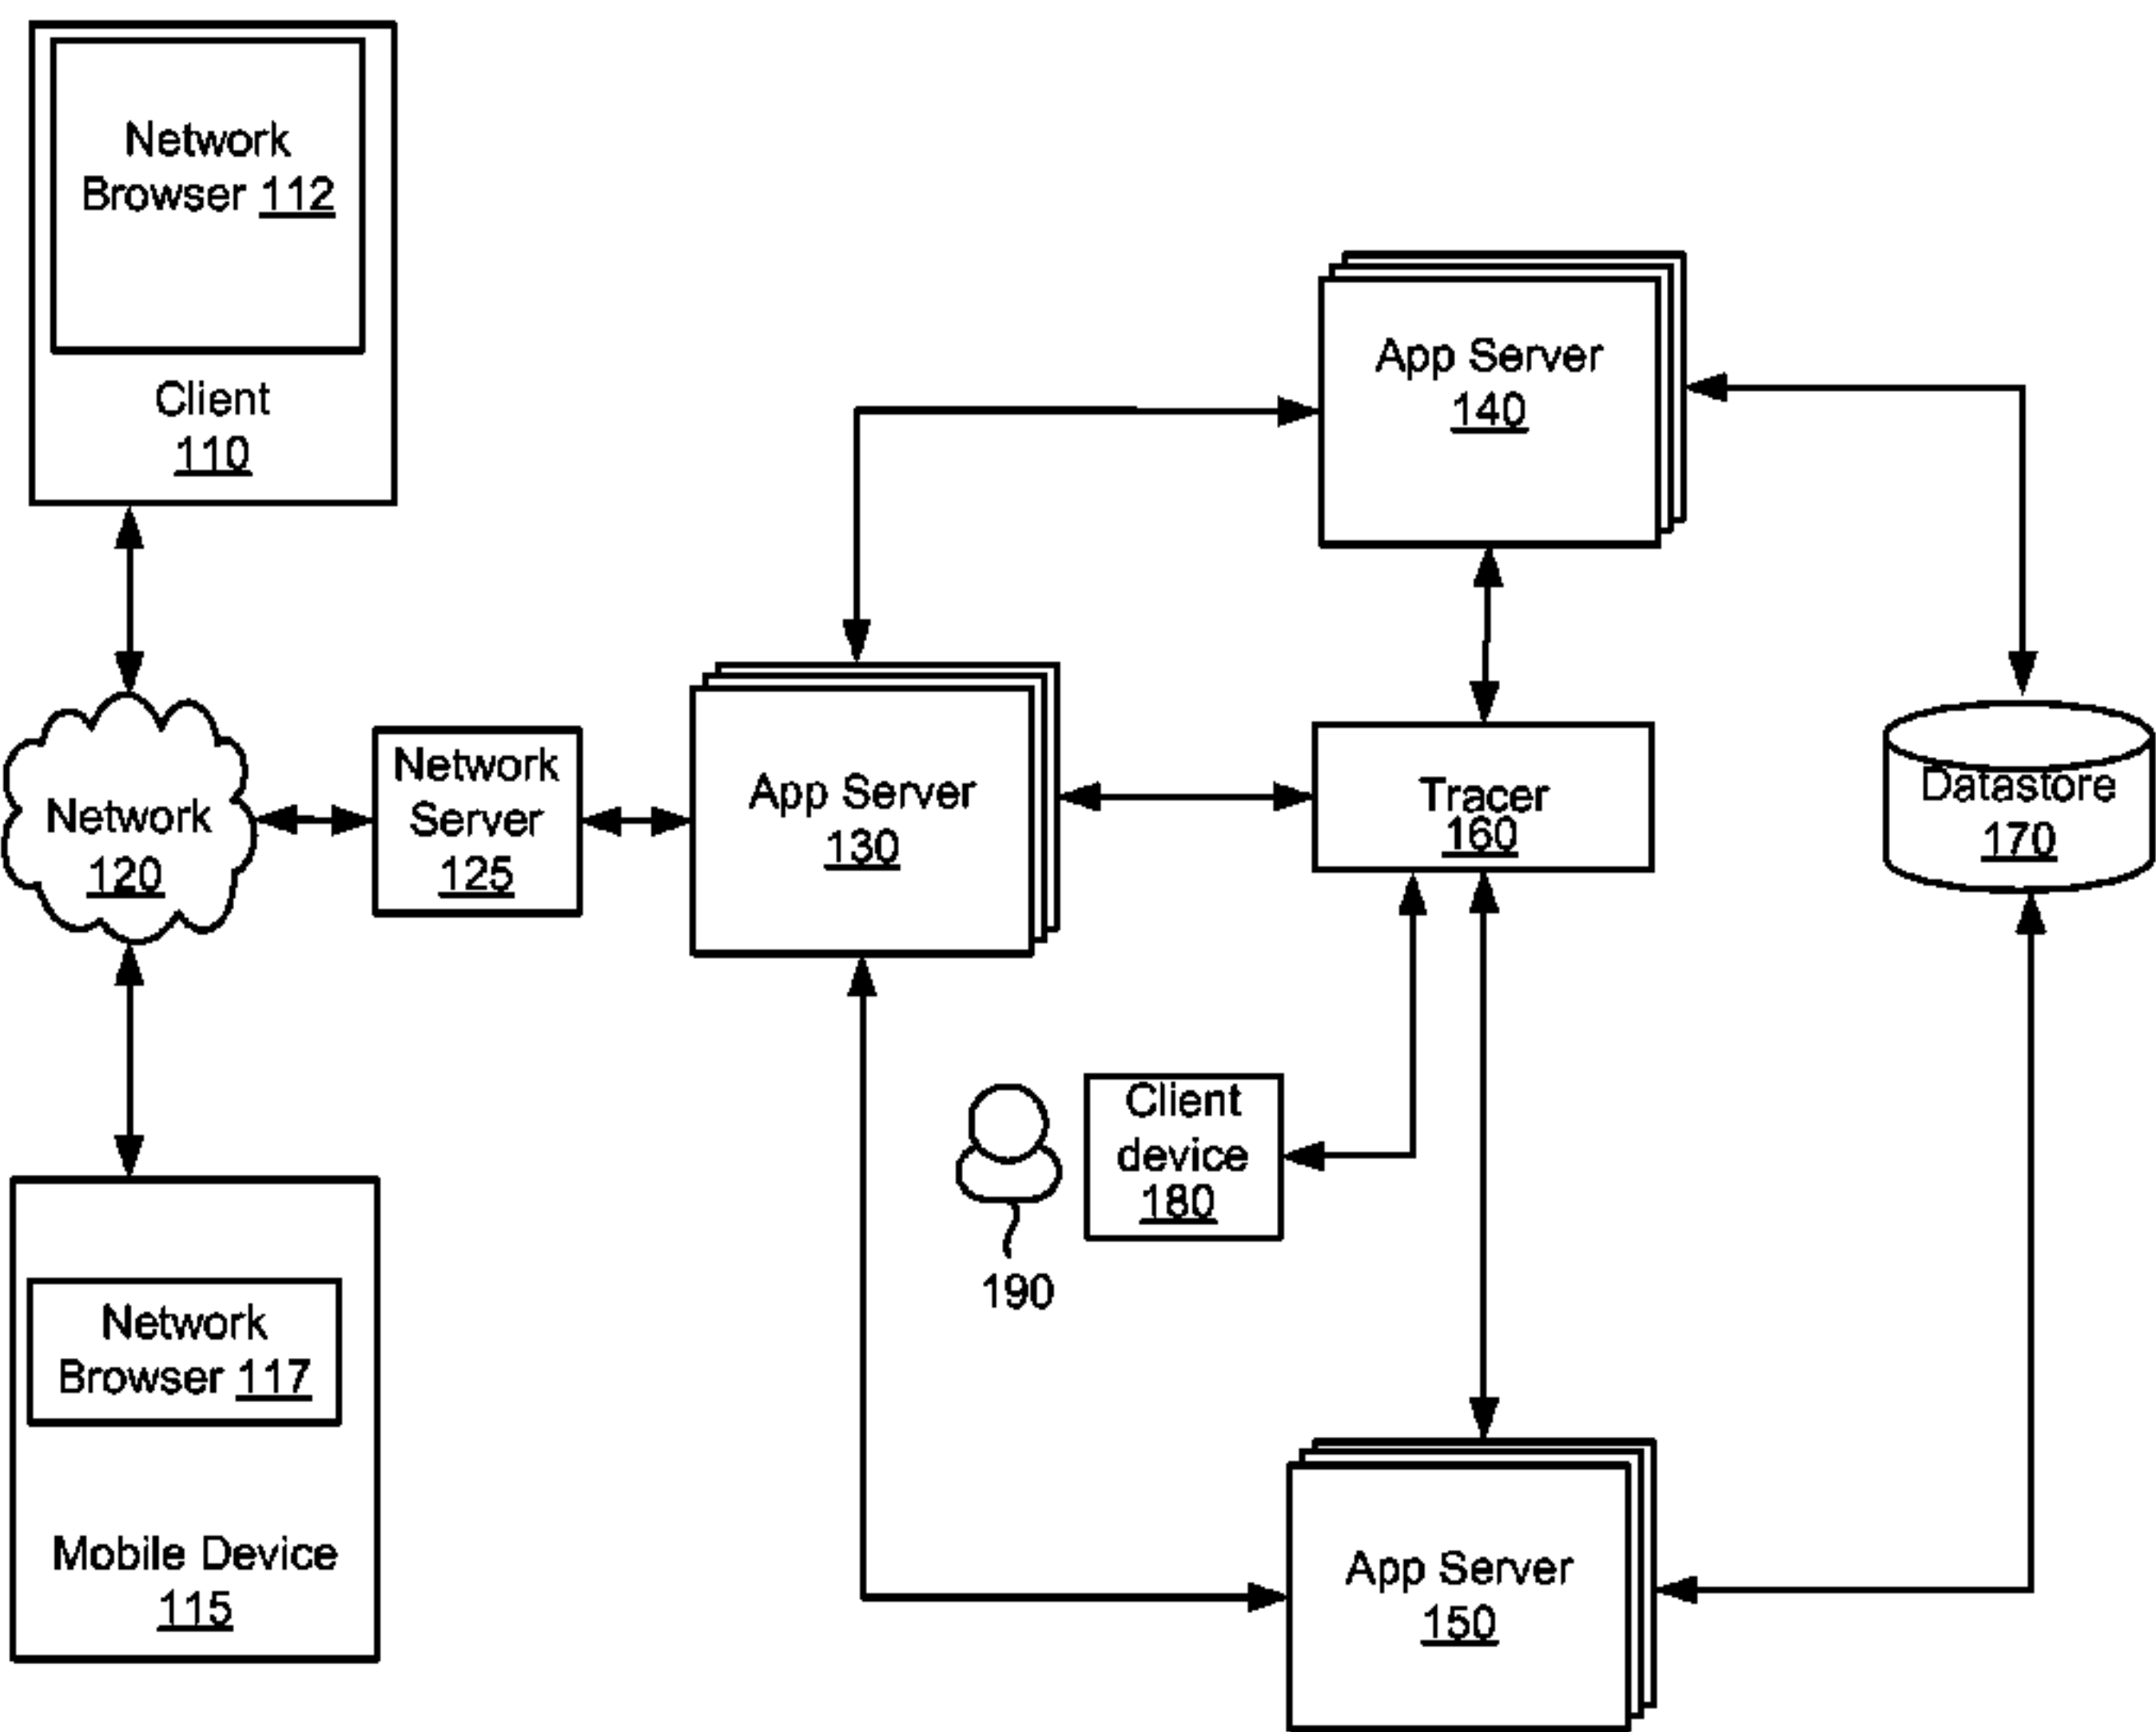 Network
Browser 112
Client
110
App Server
140
Network
120
Network
Server
125
App Server
130
Tracer
160
Datastore
170
Client
device
180
190
Network
Browser 117
Mobile Device
115
App Server
150